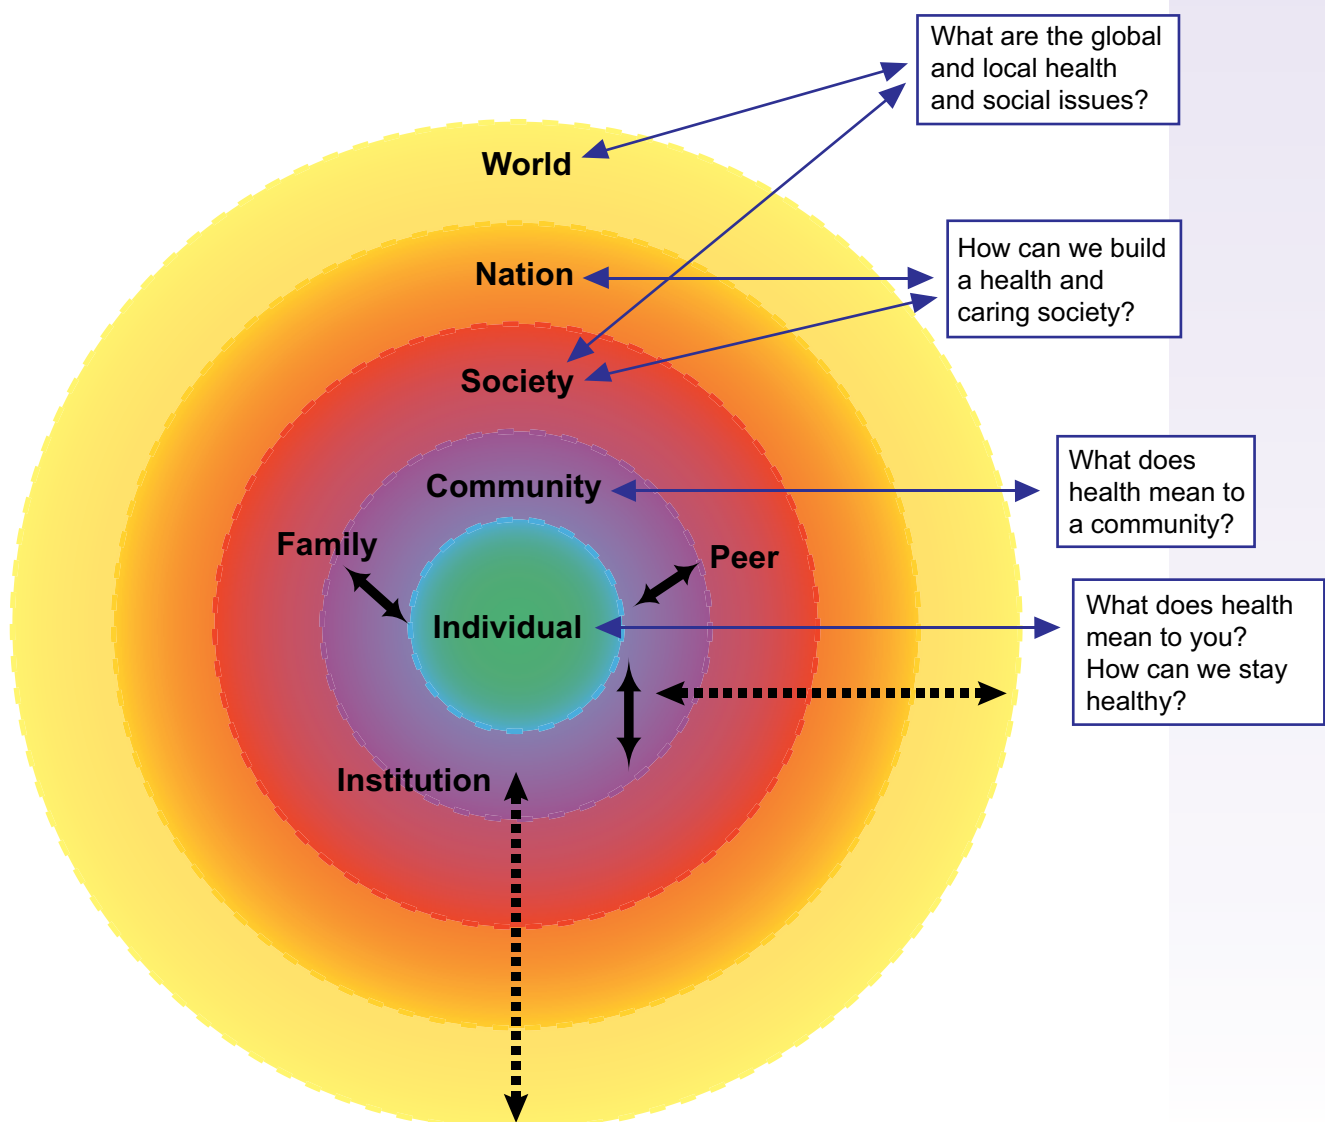 What are the global
and local health
and social issues?
World
How can we build
a health and
caring society?
Nation
Society
What does
health mean to
a community?
Community
Family
Peer
What does health
mean to you?
How can we stay
healthy?
Individual
Institution